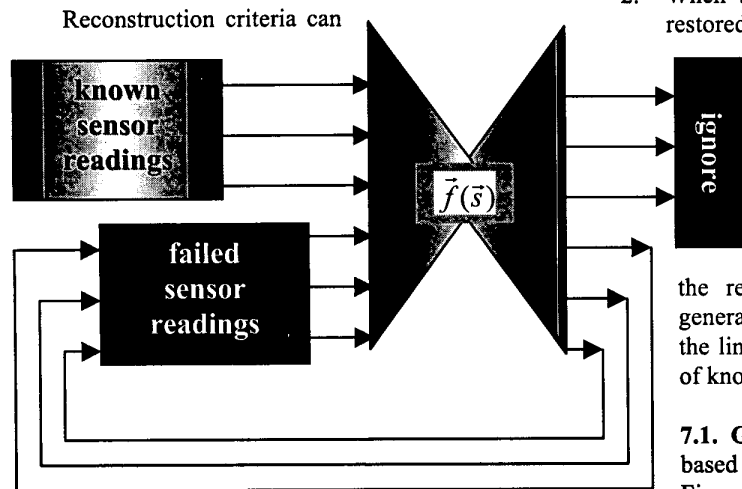 Reconstruction criteria can
known
sensor
readings
failed
sensor
readings
f(s)
ignore
2. When
restored
the re
genera
the lin
of kno
7.1. C
based